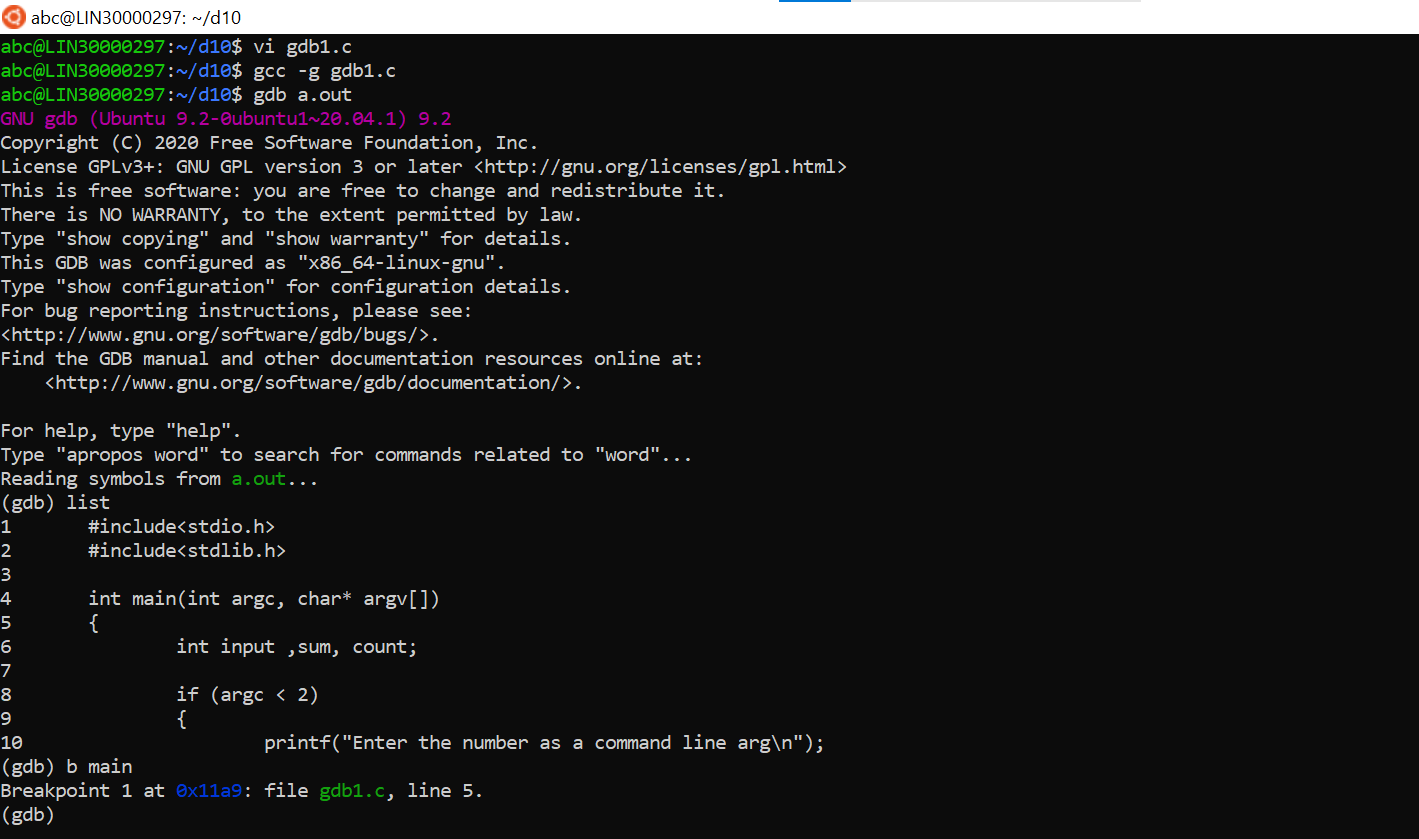 abc@LIN30000297: ~/d10
abc@LIN30000297:~/d10$ vi gdb1.c
abc@LIN30000297:~/d10$ gcc -g gdb1.c
abc@LIN30000297:~/d10$ gdb a.out
GNU gdb (Ubuntu 9.2-0ubuntu1~20.04.1) 9.2
Copyright (C) 2020 Free Software Foundation, Inc.
License GPLv3+: GNU GPL version 3 or later <http://gnu.org/licenses/gpl.html>
This is free software: you are free to change and redistribute it.
There is NO WARRANTY, to the extent permitted by law.
Type "show copying" and "show warranty" for details.
This GDB was configured as "x86_64-linux-gnu".
Type "show configuration" for configuration details.
For bug reporting instructions, please see:
<http://www.gnu.org/software/gdb/bugs/>.
Find the GDB manual and other documentation resources online at:
    <http://www.gnu.org/software/gdb/documentation/>.

For help, type "help".
Type "apropos word" to search for commands related to "word"...
Reading symbols from a.out...
(gdb) list
1       #include<stdio.h>
2       #include<stdlib.h>
3
4       int main(int argc, char* argv[])
5       {
6               int input ,sum, count;
7
8               if (argc < 2)
9               {
10                      printf("Enter the number as a command line arg\n");
(gdb) b main
Breakpoint 1 at 0x11a9: file gdb1.c, line 5.
(gdb)